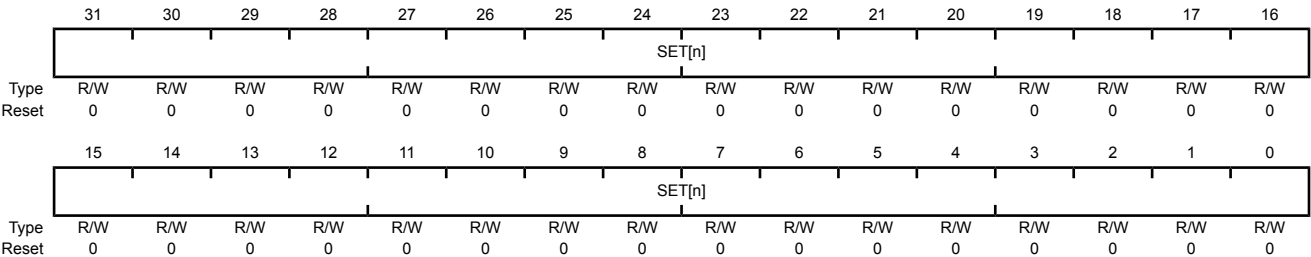 31 30 29 28 27 26 25 24 23 22 21 20 19 18 17 16
SET[n]
Type R/W R/W R/W R/W R/W R/W R/W R/W R/W R/W R/W R/W R/W R/W R/W R/W
Reset 0 0 0 0 0 0 0 0 0 0 0 0 0 0 0 0
15 14 13 12 11 10 9 8 7 6 5 4 3 2 1 0
SET[n]
Type R/W R/W R/W R/W R/W R/W R/W R/W R/W R/W R/W R/W R/W R/W R/W R/W
Reset 0 0 0 0 0 0 0 0 0 0 0 0 0 0 0 0